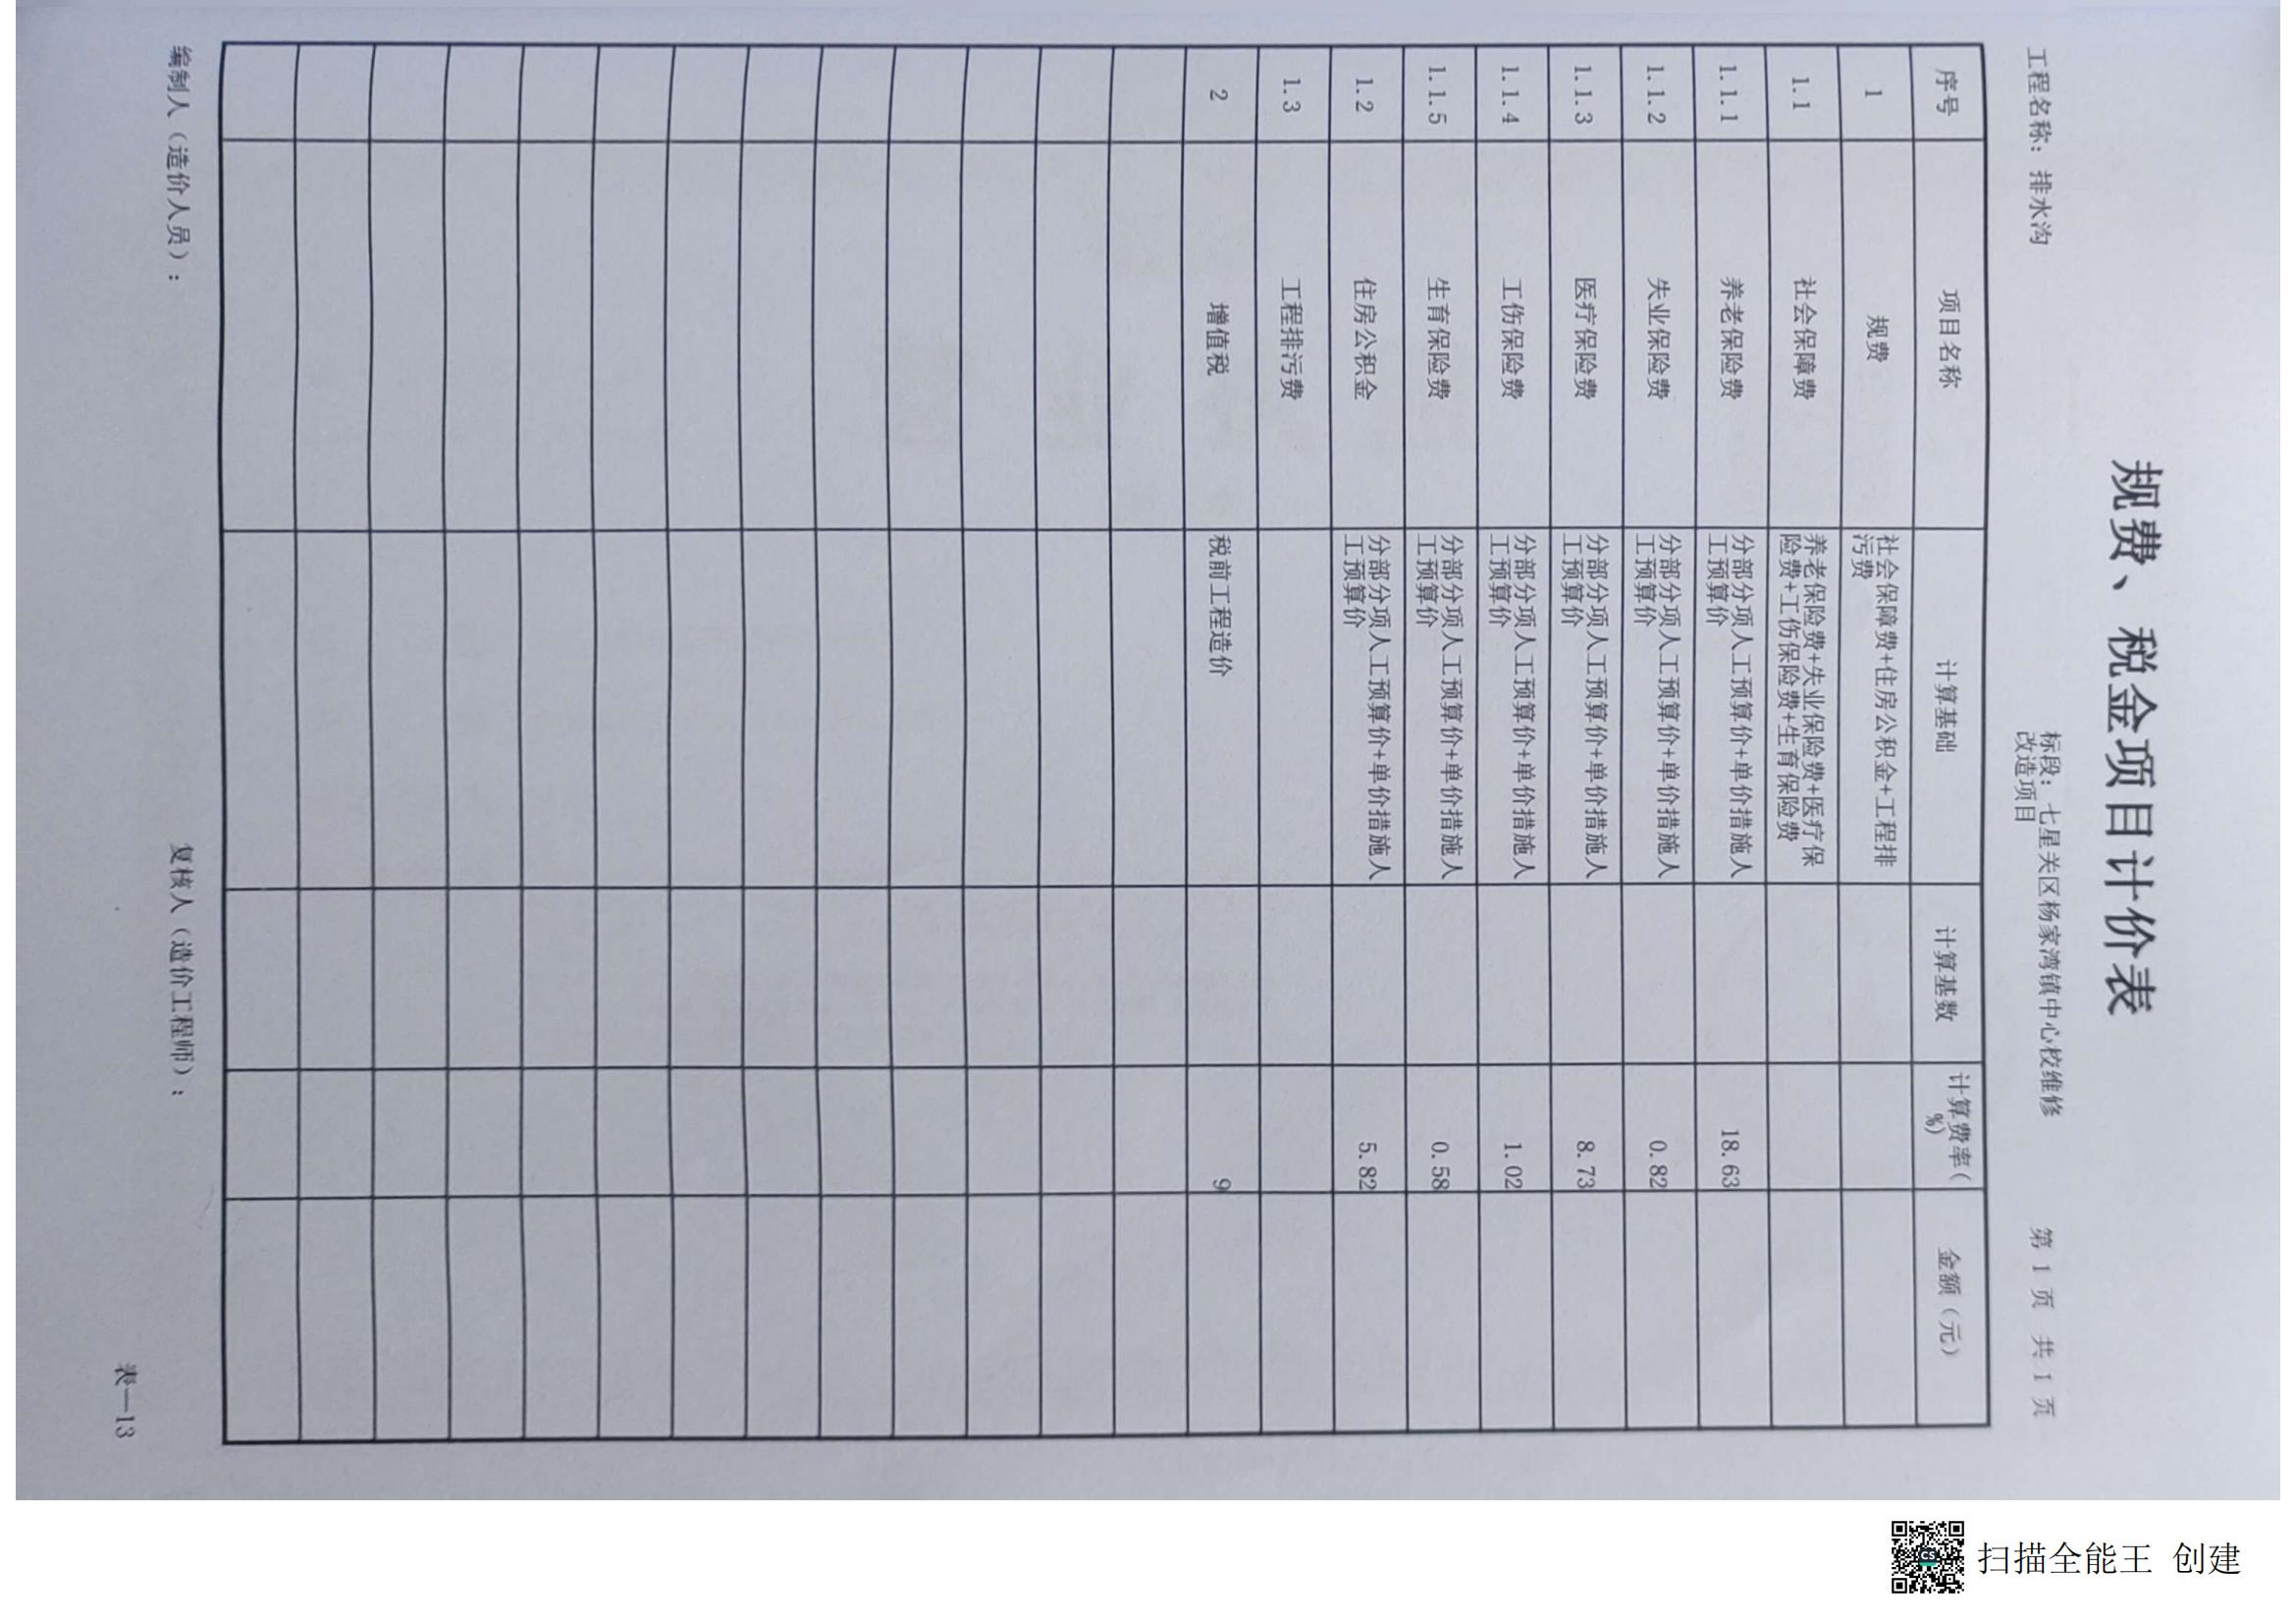 规费、税金项目计价表
工程名称：排水沟
标段：七星关区杨家湾镇中心校维修
改造项目
第 1 页 共 1 页
序号 项目名称 计算基础 计算基数 计算费率(
%) 金额（元）
1 规费 社会保障费+住房公积金+工程排
污费
1.1 社会保障费 养老保险费+失业保险费+医疗保
险费+工伤保险费+生育保险费
1.1.1 养老保险费 分部分项人工预算价+单价措施人
工预算价 18.63
1.1.2 失业保险费 分部分项人工预算价+单价措施人
工预算价 0.82
1.1.3 医疗保险费 分部分项人工预算价+单价措施人
工预算价 8.73
1.1.4 工伤保险费 分部分项人工预算价+单价措施人
工预算价 1.02
1.1.5 生育保险费 分部分项人工预算价+单价措施人
工预算价 0.58
1.2 住房公积金 分部分项人工预算价+单价措施人
工预算价 5.82
1.3 工程排污费
2 增值税 税前工程造价 9
编制人（造价人员）：
复核人（造价工程师）：
表—13
扫描全能王 创建